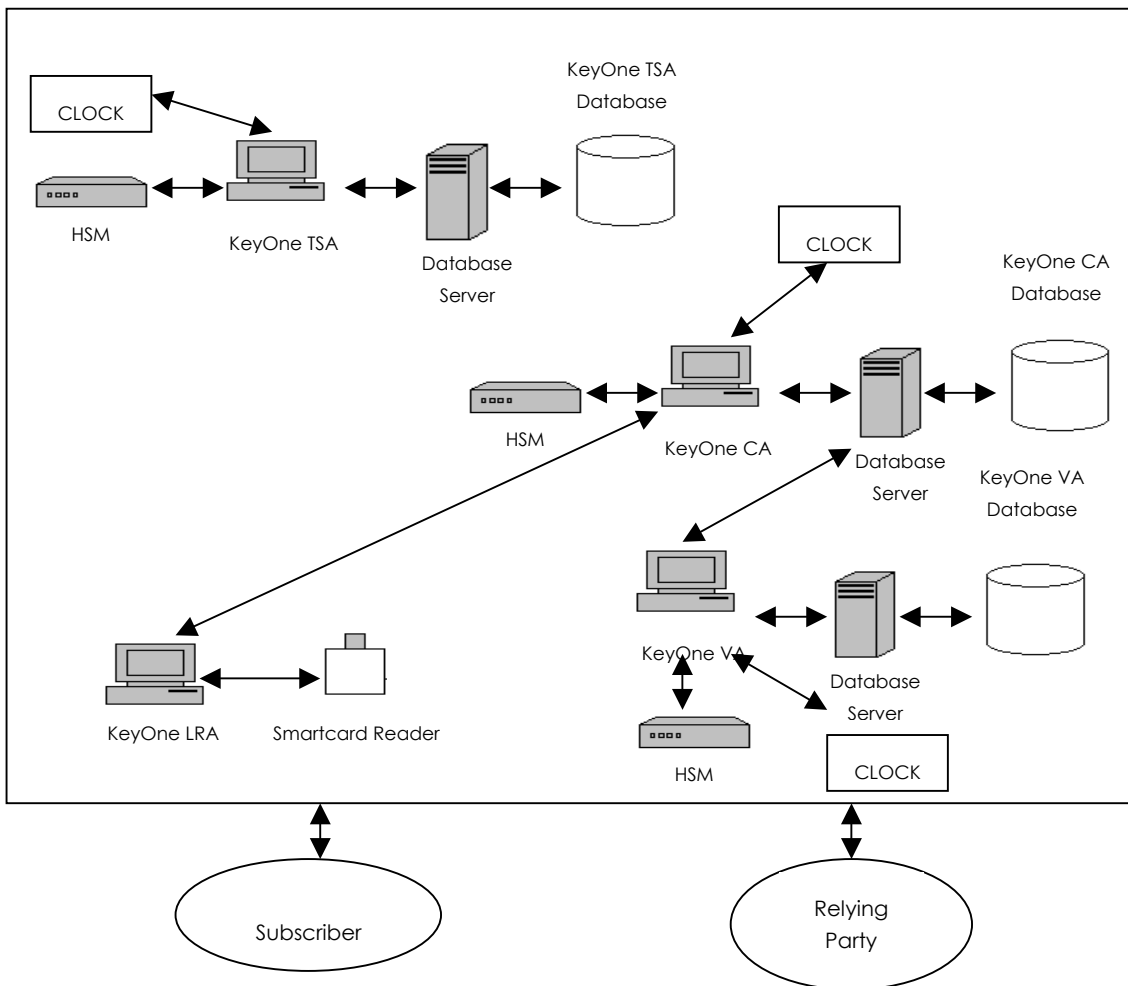 KeyOne TSA
Database
CLOCK
HSM
KeyOne TSA
Database
Server
CLOCK
KeyOne CA
Database
HSM
KeyOne CA
Database
Server
KeyOne VA
Database
KeyOne VA
Database
Server
KeyOne LRA
Smartcard Reader
HSM
CLOCK
Subscriber
Relying
Party